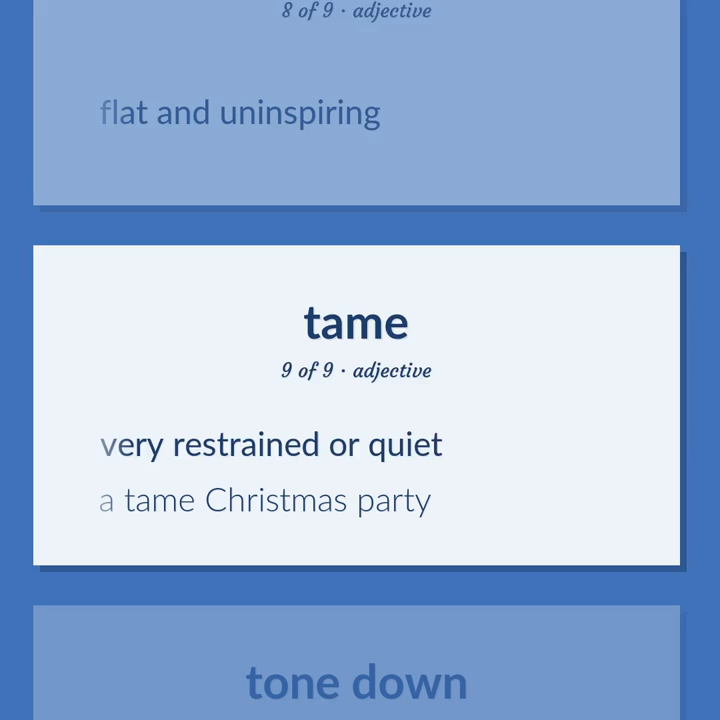 8 of 9 · adjective
flat and uninspiring
tame
9 of 9 · adjective
very restrained or quiet
a tame Christmas party
tone down